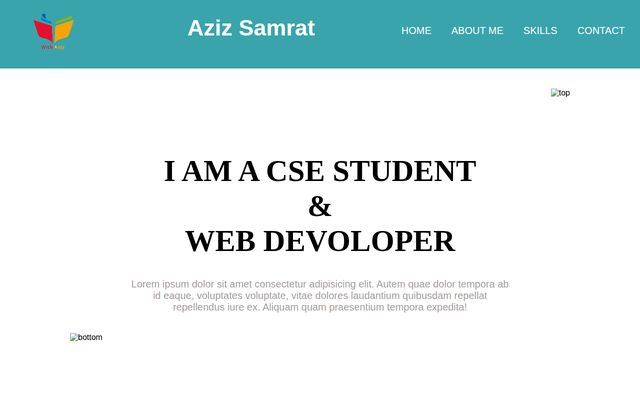 Aziz Samrat
HOME ABOUT ME SKILLS CONTACT
top
I AM A CSE STUDENT
&
WEB DEVOLOPER
Lorem ipsum dolor sit amet consectetur adipisicing elit. Autem quae dolor tempora ab
id eaque, voluptates voluptate, vitae dolores laudantium quibusdam repellat
repellendus iure ex. Aliquam quam praesentium tempora expedita!
bottom